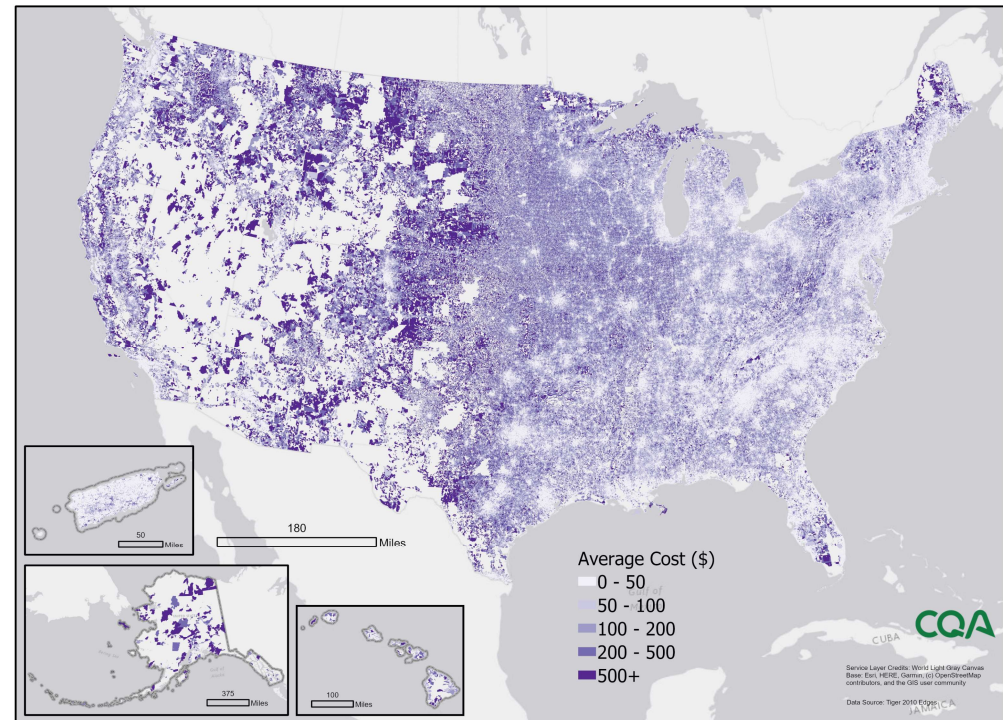 50
Miles
180
Miles
375
Miles
100
Miles
Average Cost ($)
0 - 50
50 - 100
100 - 200
200 - 500
500+
Gulf of
CUBA
CQA
Service Layer Credits: World Light Gray Canvas
Base: Esri, HERE, Garmin, (c) OpenStreetMap
contributors, and the GIS user community
Data Source: Tiger 2010 Edges
JAMAICA